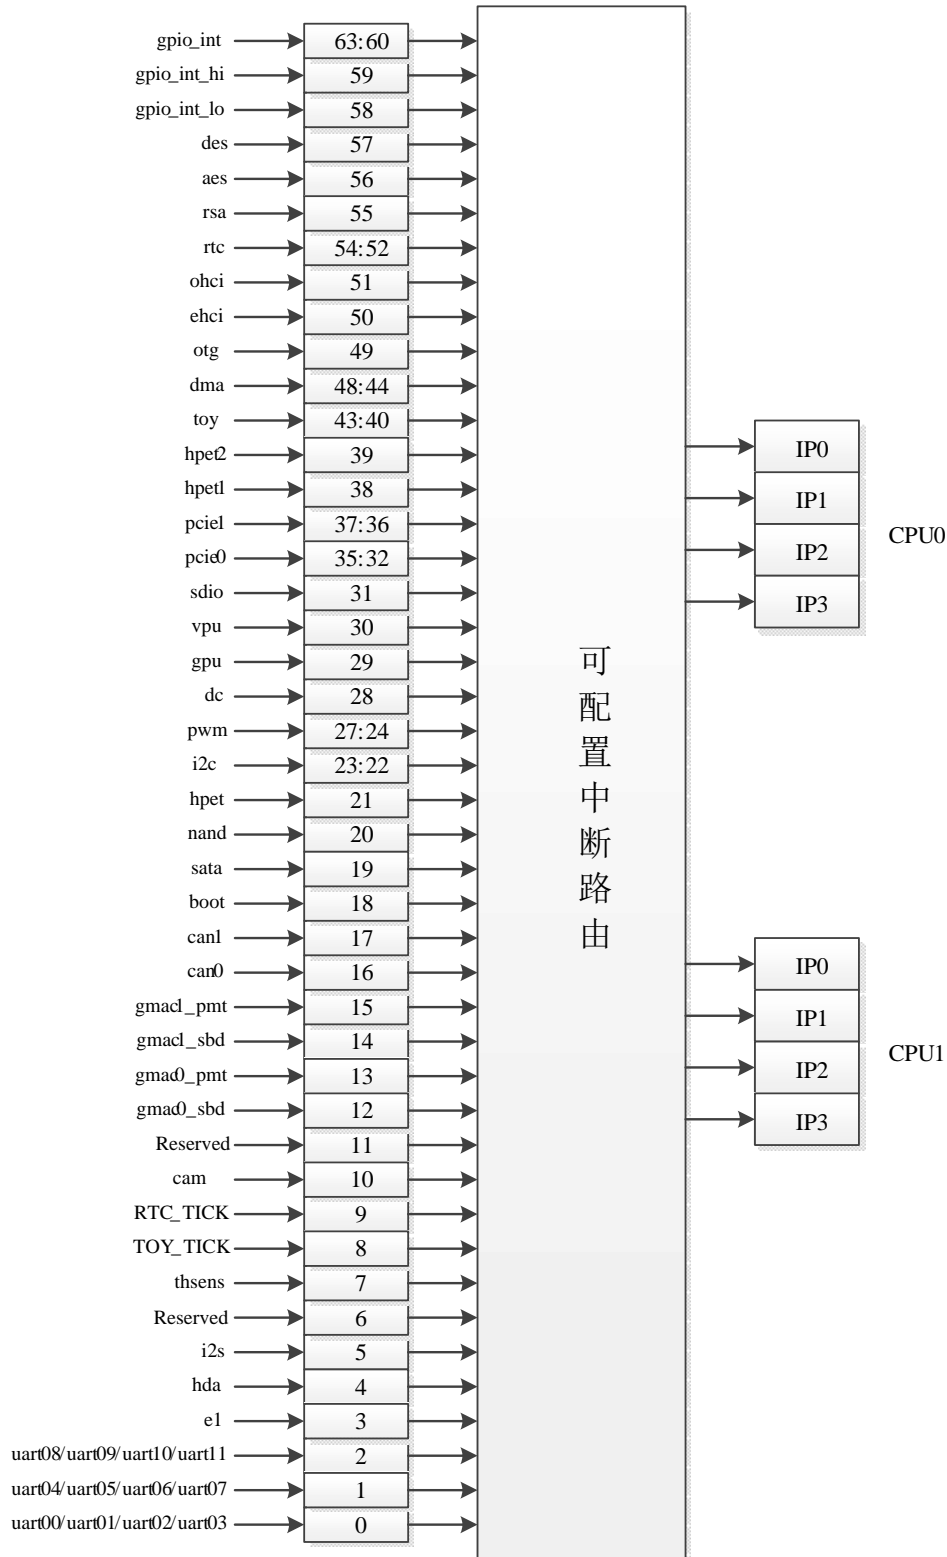 gpio_int 63:60
gpio_int_hi 59
gpio_int_lo 58
des 57
aes 56
rsa 55
rtc 54:52
ohci 51
ehci 50
otg 49
dma 48:44
toy 43:40
hpet2 39
hpet1 38
pcie1 37:36
pcie0 35:32
sdio 31
vpu 30
gpu 29
dc 28
pwm 27:24
i2c 23:22
hpet 21
nand 20
sata 19
boot 18
can1 17
can0 16
gmac1_pmt 15
gmac1_sbd 14
gmac0_pmt 13
gmac0_sbd 12
Reserved 11
cam 10
RTC_TICK 9
TOY_TICK 8
thsens 7
Reserved 6
i2s 5
hda 4
e1 3
uart08/uart09/uart10/uart11 2
uart04/uart05/uart06/uart07 1
uart00/uart01/uart02/uart03 0
可配置中断路由
IP0
IP1
IP2
IP3
CPU0
IP0
IP1
IP2
IP3
CPU1